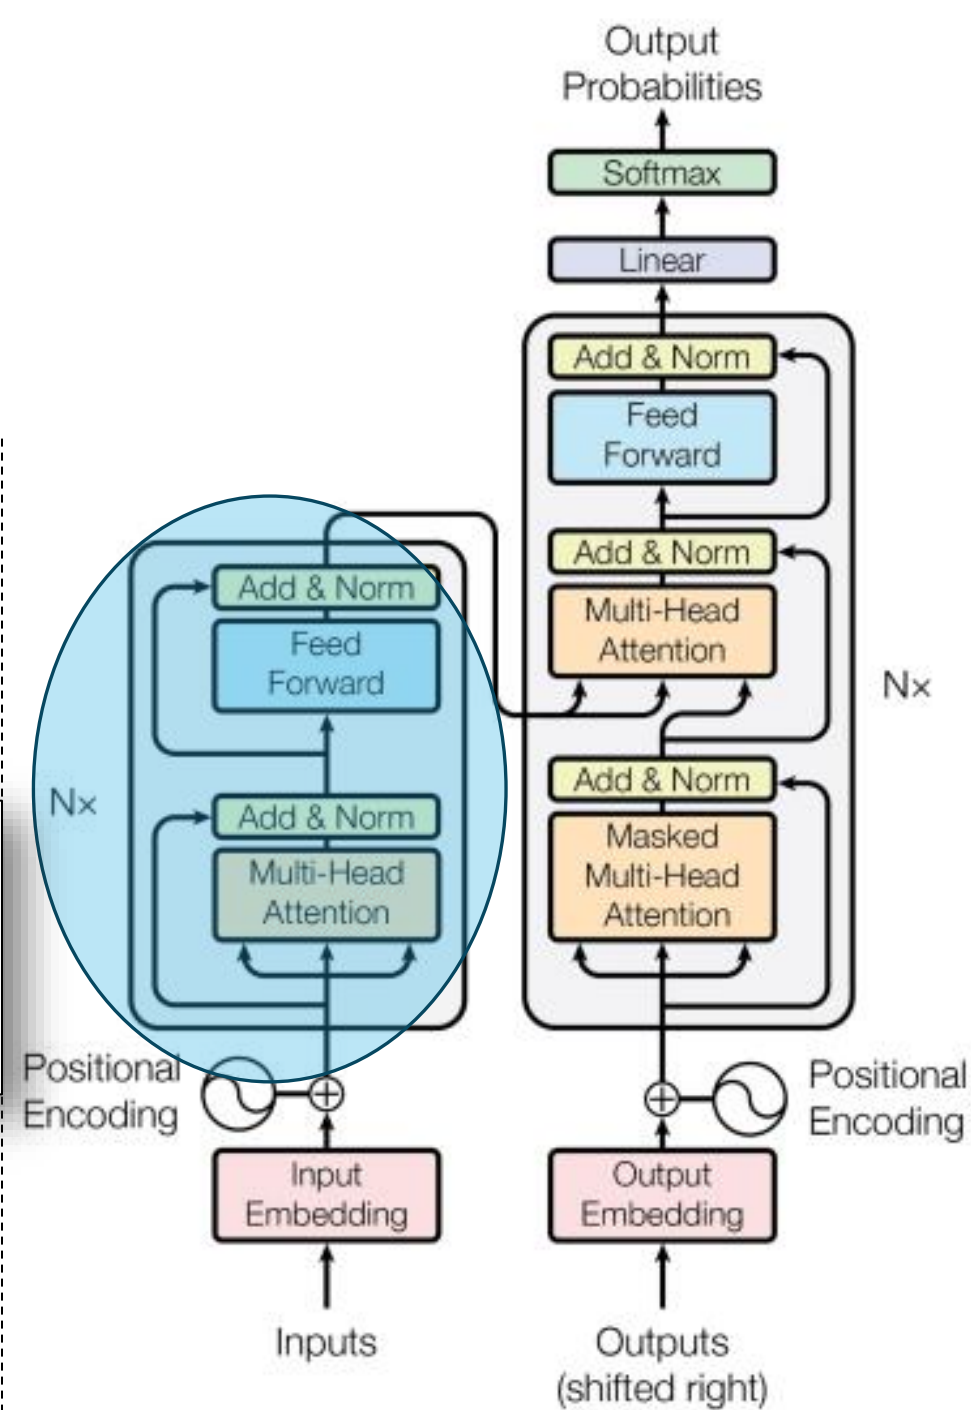 Output
Probabilities
Softmax
Linear
Add & Norm
Feed
Forward
Add & Norm
Multi-Head
Attention
Nx
Add & Norm
Masked
Multi-Head
Attention
Add & Norm
Feed
Forward
Nx
Add & Norm
Multi-Head
Attention
Positional
Encoding
Positional
Encoding
Input
Embedding
Output
Embedding
Inputs
Outputs
(shifted right)